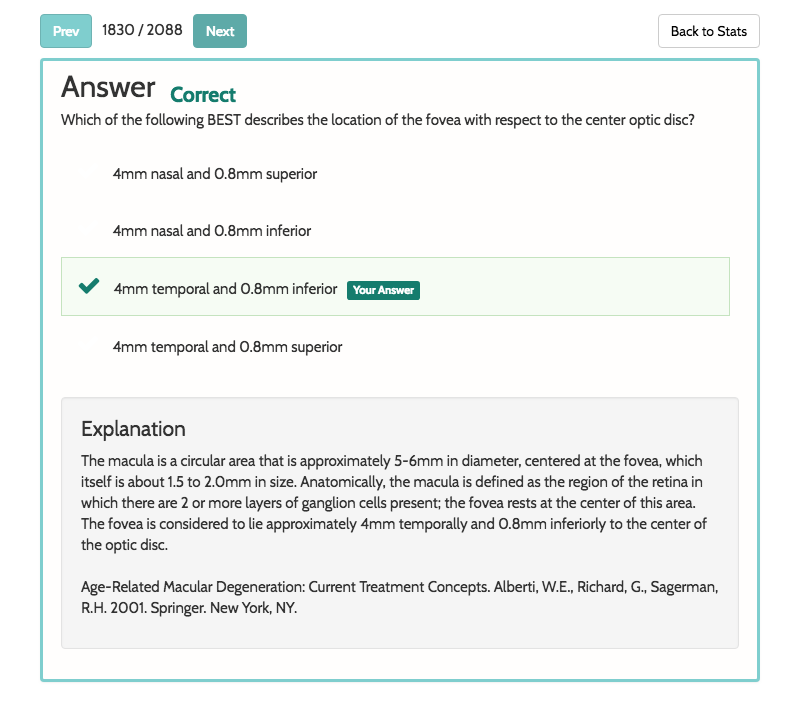 Prev 1830 / 2088 Next Back to Stats
Answer Correct
Which of the following BEST describes the location of the fovea with respect to the center optic disc?
4mm nasal and 0.8mm superior
4mm nasal and 0.8mm inferior
4mm temporal and 0.8mm inferior Your Answer
4mm temporal and 0.8mm superior
Explanation
The macula is a circular area that is approximately 5-6mm in diameter, centered at the fovea, which
itself is about 1.5 to 2.0mm in size. Anatomically, the macula is defined as the region of the retina in
which there are 2 or more layers of ganglion cells present; the fovea rests at the center of this area.
The fovea is considered to lie approximately 4mm temporally and 0.8mm inferiorly to the center of
the optic disc.
Age-Related Macular Degeneration: Current Treatment Concepts. Alberti, W.E., Richard, G., Sagerman,
R.H. 2001. Springer. New York, NY.